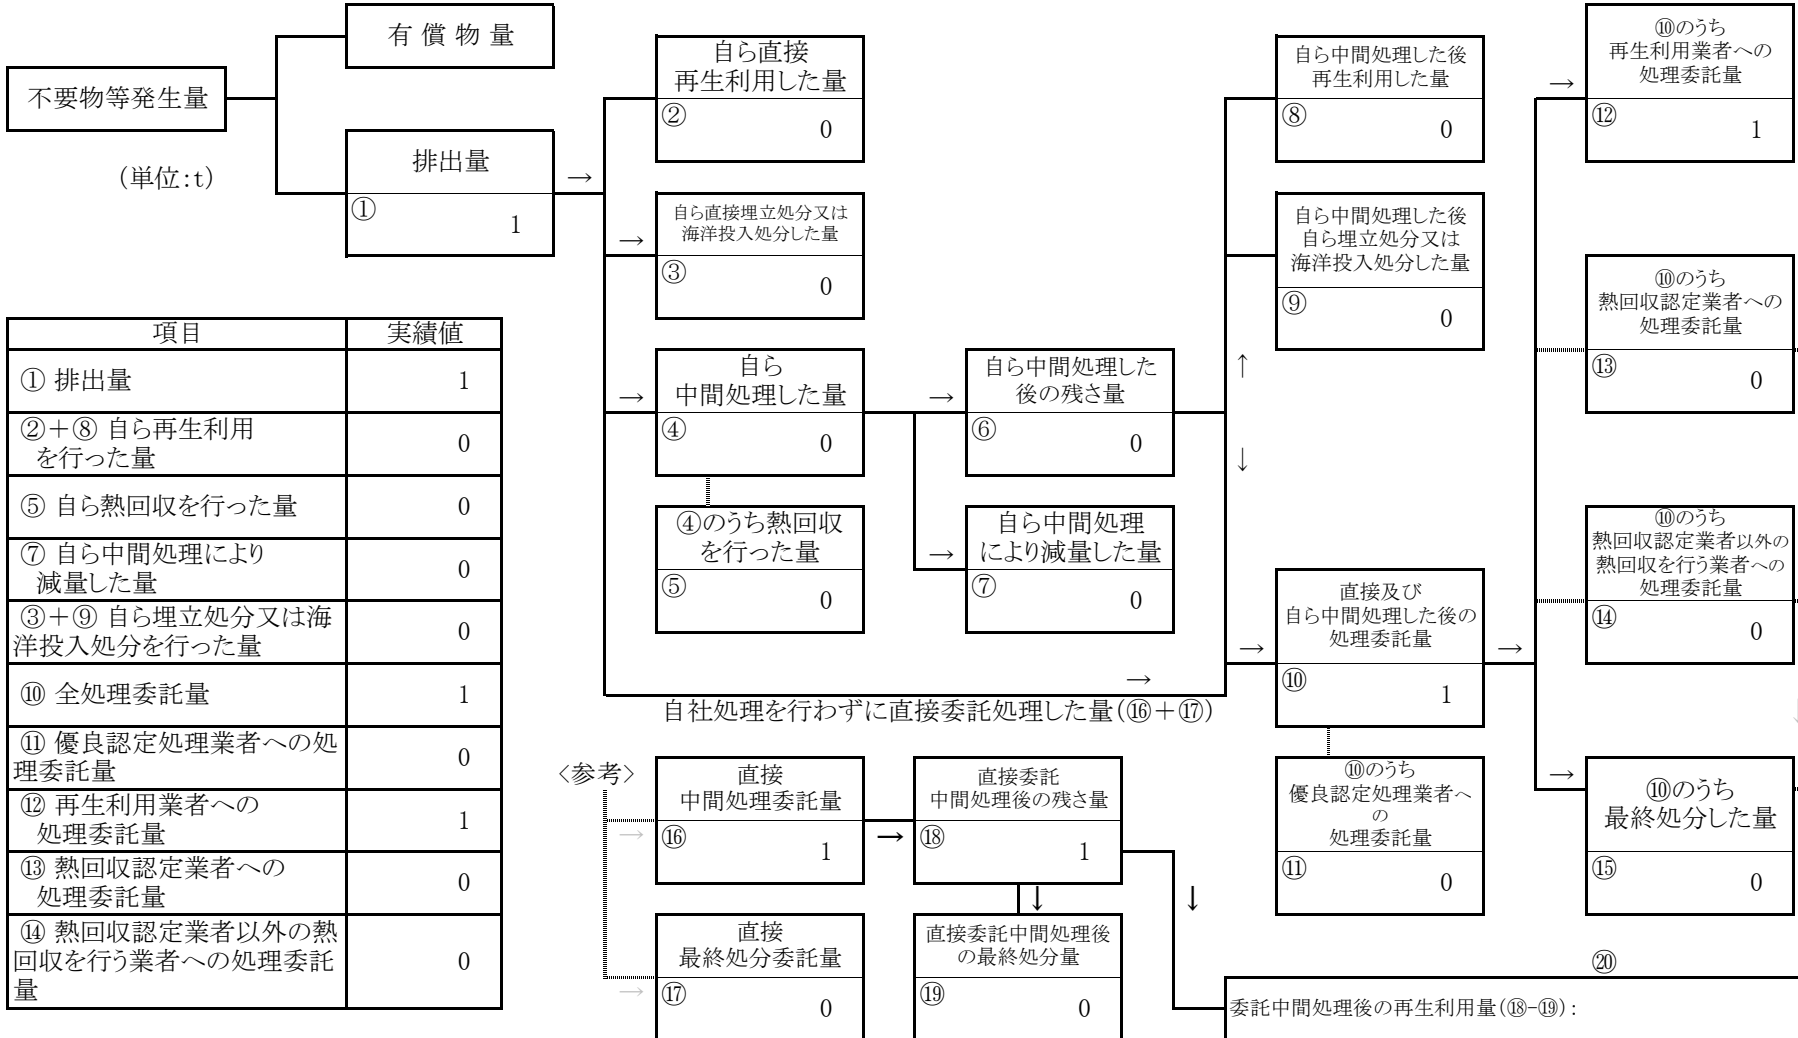 有 償 物 量
不要物等発生量
(単位:t)
排出量
①
1
→
自ら直接
再生利用した量
②
0
→
自ら直接埋立処分又は
海洋投入処分した量
③
0
→
自ら
中間処理した量
④
0
④のうち熱回収
を行った量
⑤
0
→
自ら中間処理した
後の残さ量
⑥
0
→
自ら中間処理
により減量した量
⑦
0
自ら中間処理した後
再生利用した量
⑧
0
自ら中間処理した後
自ら埋立処分又は
海洋投入処分した量
⑨
0
↑
↓
→
自社処理を行わずに直接委託処理した量(⑯+⑰)
→
直接及び
自ら中間処理した後の
処理委託量
⑩
1
→
⑩のうち
優良認定処理業者へ
の
処理委託量
⑪
0
→
⑩のうち
再生利用業者への
処理委託量
⑫
1
⑩のうち
熱回収認定業者への
処理委託量
⑬
0
⑩のうち
熱回収認定業者以外の
熱回収を行う業者への
処理委託量
⑭
0
→
⑩のうち
最終処分した量
⑮
0
項目 実績値
① 排出量 1
②+⑧ 自ら再生利用
を行った量 0
⑤ 自ら熱回収を行った量 0
⑦ 自ら中間処理により
減量した量 0
③+⑨ 自ら埋立処分又は海
洋投入処分を行った量 0
⑩ 全処理委託量 1
⑪ 優良認定処理業者への処
理委託量 0
⑫ 再生利用業者への
処理委託量 1
⑬ 熱回収認定業者への
処理委託量 0
⑭ 熱回収認定業者以外の熱
回収を行う業者への処理委託
量 0
<参考>
→
直接
中間処理委託量
⑯
1
→
直接委託
中間処理後の残さ量
⑱
1
↓
↓
→
直接
最終処分委託量
⑰
0
直接委託中間処理後
の最終処分量
⑲
0
⑳
委託中間処理後の再生利用量(⑱-⑲):